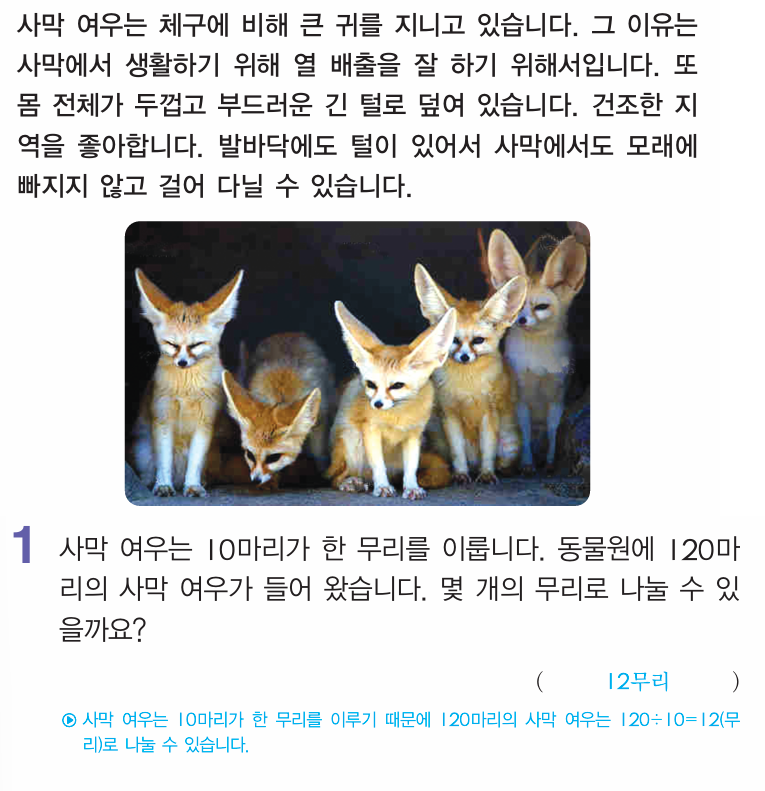 사막 여우는 체구에 비해 큰 귀를 지니고 있습니다. 그 이유는
사막에서 생활하기 위해 열 배출을 잘 하기 위해서입니다. 또
몸 전체가 두껍고 부드러운 긴 털로 덮여 있습니다. 건조한 지
역을 좋아합니다. 발바닥에도 털이 있어서 사막에서도 모래에
빠지지 않고 걸어 다닐 수 있습니다.
1 사막 여우는 10마리가 한 무리를 이룹니다. 동물원에 120마
리의 사막 여우가 들어 왔습니다. 몇 개의 무리로 나눌 수 있
을까요?
( 12무리 )
사막 여우는 10마리가 한 무리를 이루기 때문에 120마리의 사막 여우는 120÷10=12(무
리)로 나눌 수 있습니다.